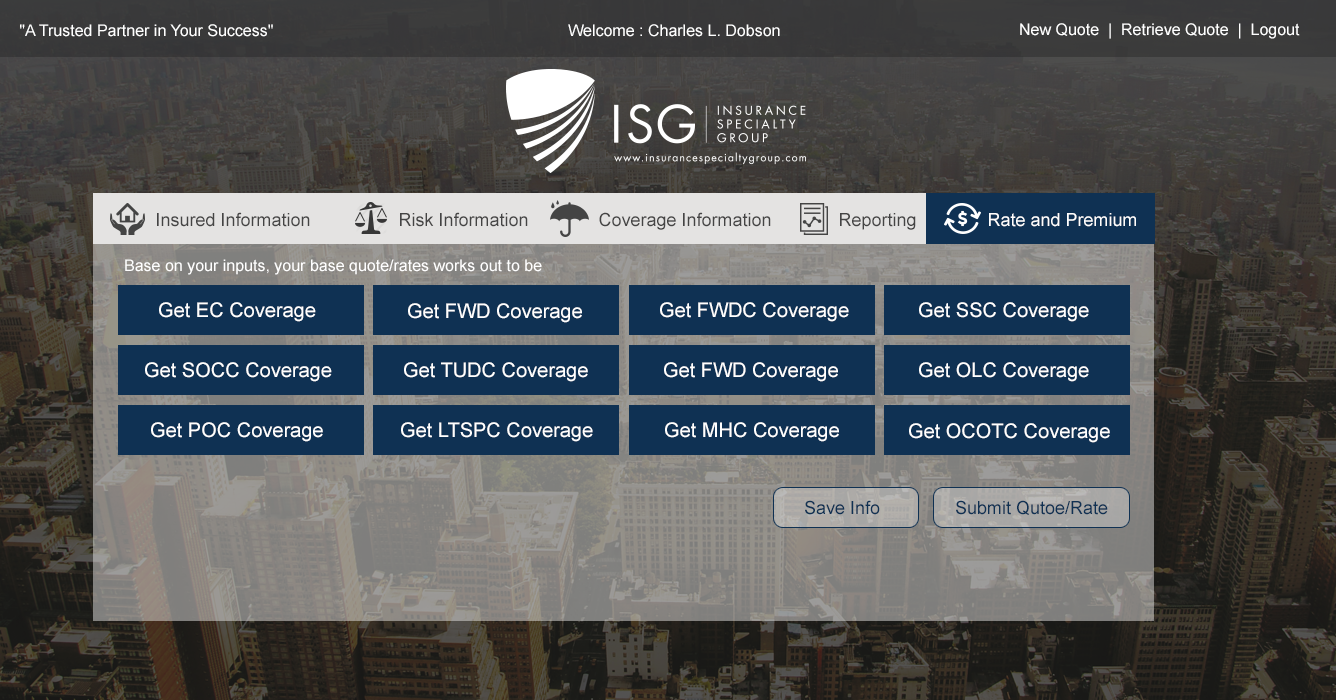 "A Trusted Partner in Your Success"
Welcome : Charles L. Dobson
New Quote | Retrieve Quote | Logout
ISG
INSURANCE
SPECIALTY
GROUP
www.insurancespecialtygroup.com
Insured Information
Risk Information
Coverage Information
Reporting
Rate and Premium
Base on your inputs, your base quote/rates works out to be
Get EC Coverage
Get FWD Coverage
Get FWDC Coverage
Get SSC Coverage
Get SOCC Coverage
Get TUDC Coverage
Get FWD Coverage
Get OLC Coverage
Get POC Coverage
Get LTSPC Coverage
Get MHC Coverage
Get OCOTC Coverage
Save Info
Submit Qutoe/Rate